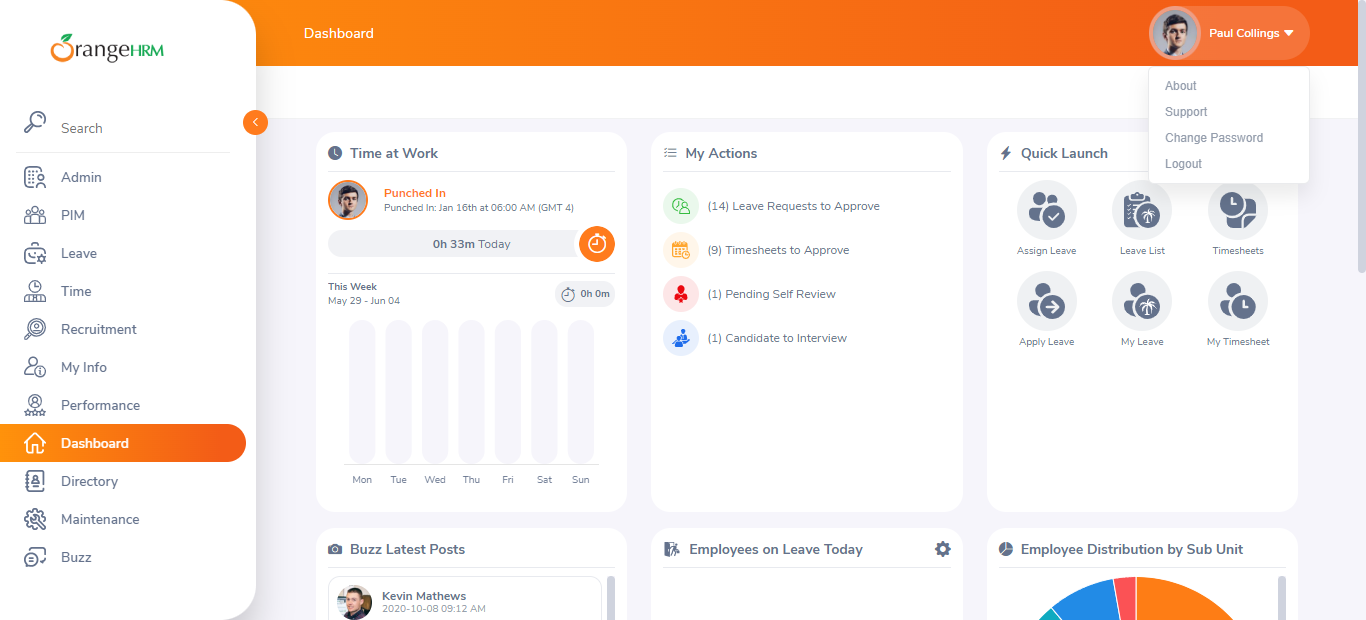 OrangeHRM
Search
Admin
PIM
Leave
Time
Recruitment
My Info
Performance
Dashboard
Directory
Maintenance
Buzz
Dashboard
Paul Collings
About
Support
Change Password
Logout
Time at Work
Punched In
Punched In: Jan 16th at 06:00 AM (GMT 4)
0h 33m Today
This Week
May 29 - Jun 04
0h 0m
Mon Tue Wed Thu Fri Sat Sun
My Actions
(14) Leave Requests to Approve
(9) Timesheets to Approve
(1) Pending Self Review
(1) Candidate to Interview
Quick Launch
Assign Leave Leave List Timesheets
Apply Leave My Leave My Timesheet
Buzz Latest Posts
Kevin Mathews
2020-10-08 09:12 AM
Employees on Leave Today
Employee Distribution by Sub Unit